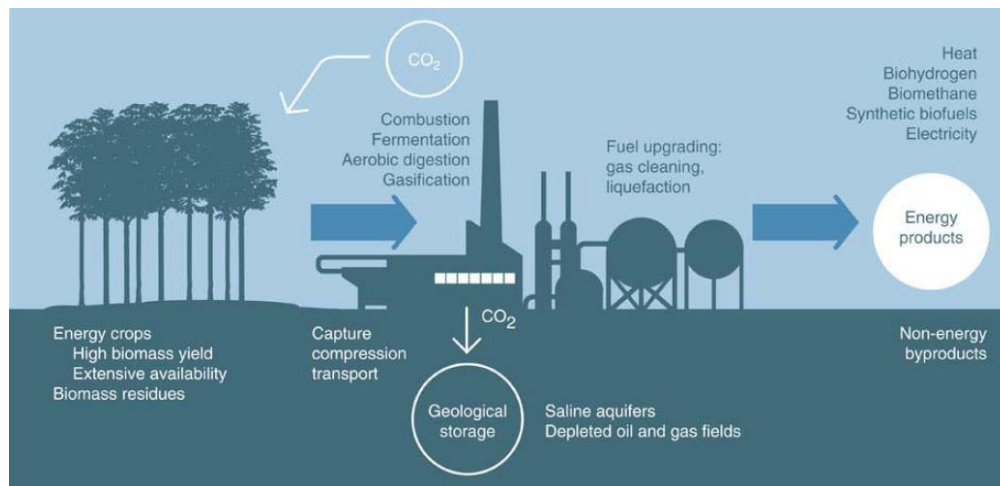 CO₂
Combustion
Fermentation
Aerobic digestion
Gasification
Fuel upgrading:
gas cleaning,
liquefaction
Heat
Biohydrogen
Biomethane
Synthetic biofuels
Electricity
Energy
products
Energy crops
High biomass yield
Extensive availability
Biomass residues
Capture
compression
transport
CO₂
Geological
storage
Saline aquifers
Depleted oil and gas fields
Non-energy
byproducts